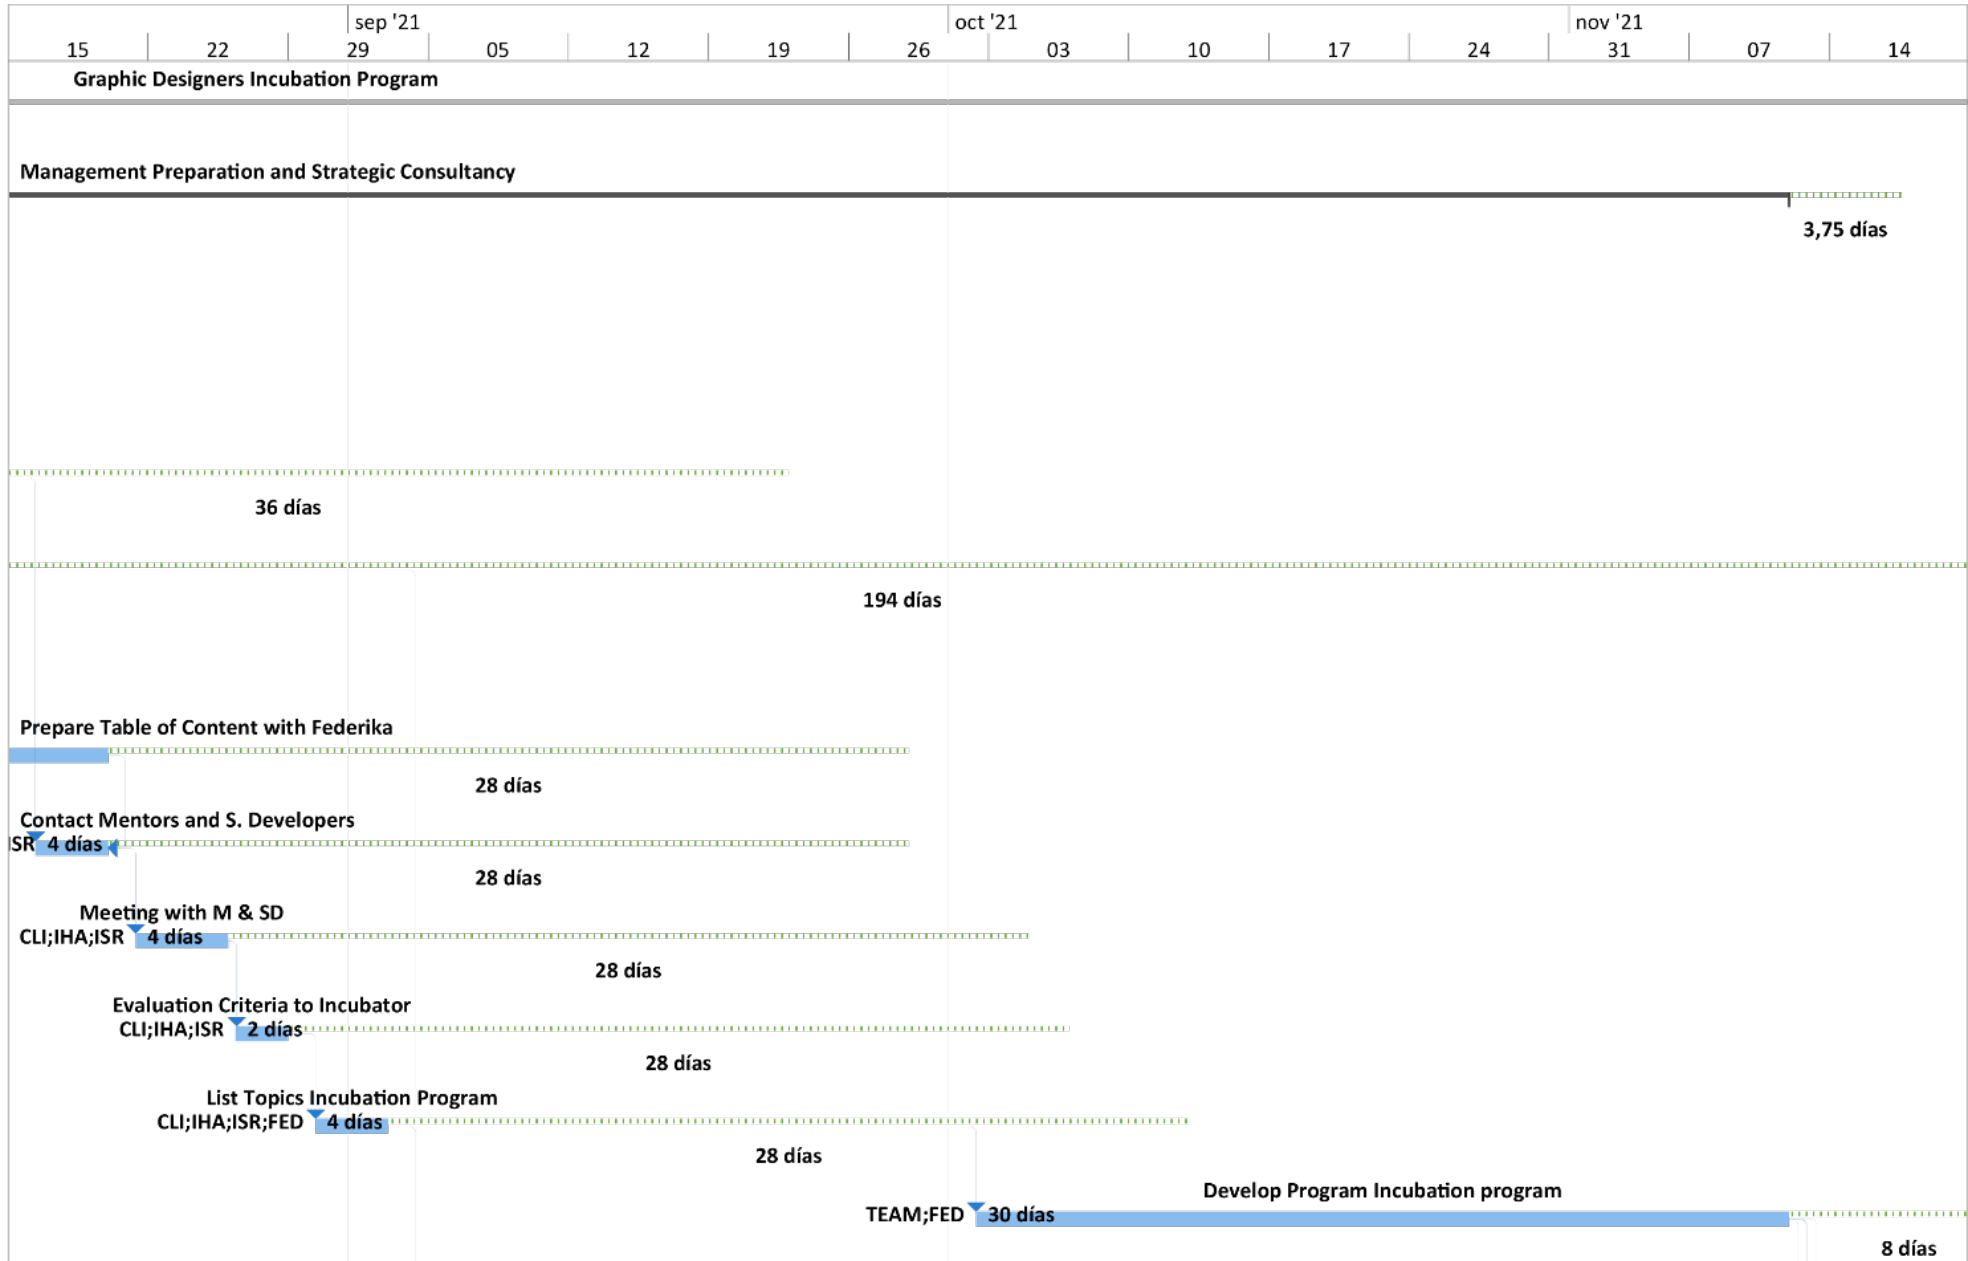 sep '21 oct '21 nov '21
15 22 29 05 12 19 26 03 10 17 24 31 07 14
Graphic Designers Incubation Program
Management Preparation and Strategic Consultancy
3,75 días
36 días
194 días
Prepare Table of Content with Federika
28 días
Contact Mentors and S. Developers
ISR 4 días
28 días
Meeting with M & SD
CLI;IHA;ISR 4 días
28 días
Evaluation Criteria to Incubator
CLI;IHA;ISR 2 días
28 días
List Topics Incubation Program
CLI;IHA;ISR;FED 4 días
28 días
Develop Program Incubation program
TEAM;FED 30 días
8 días